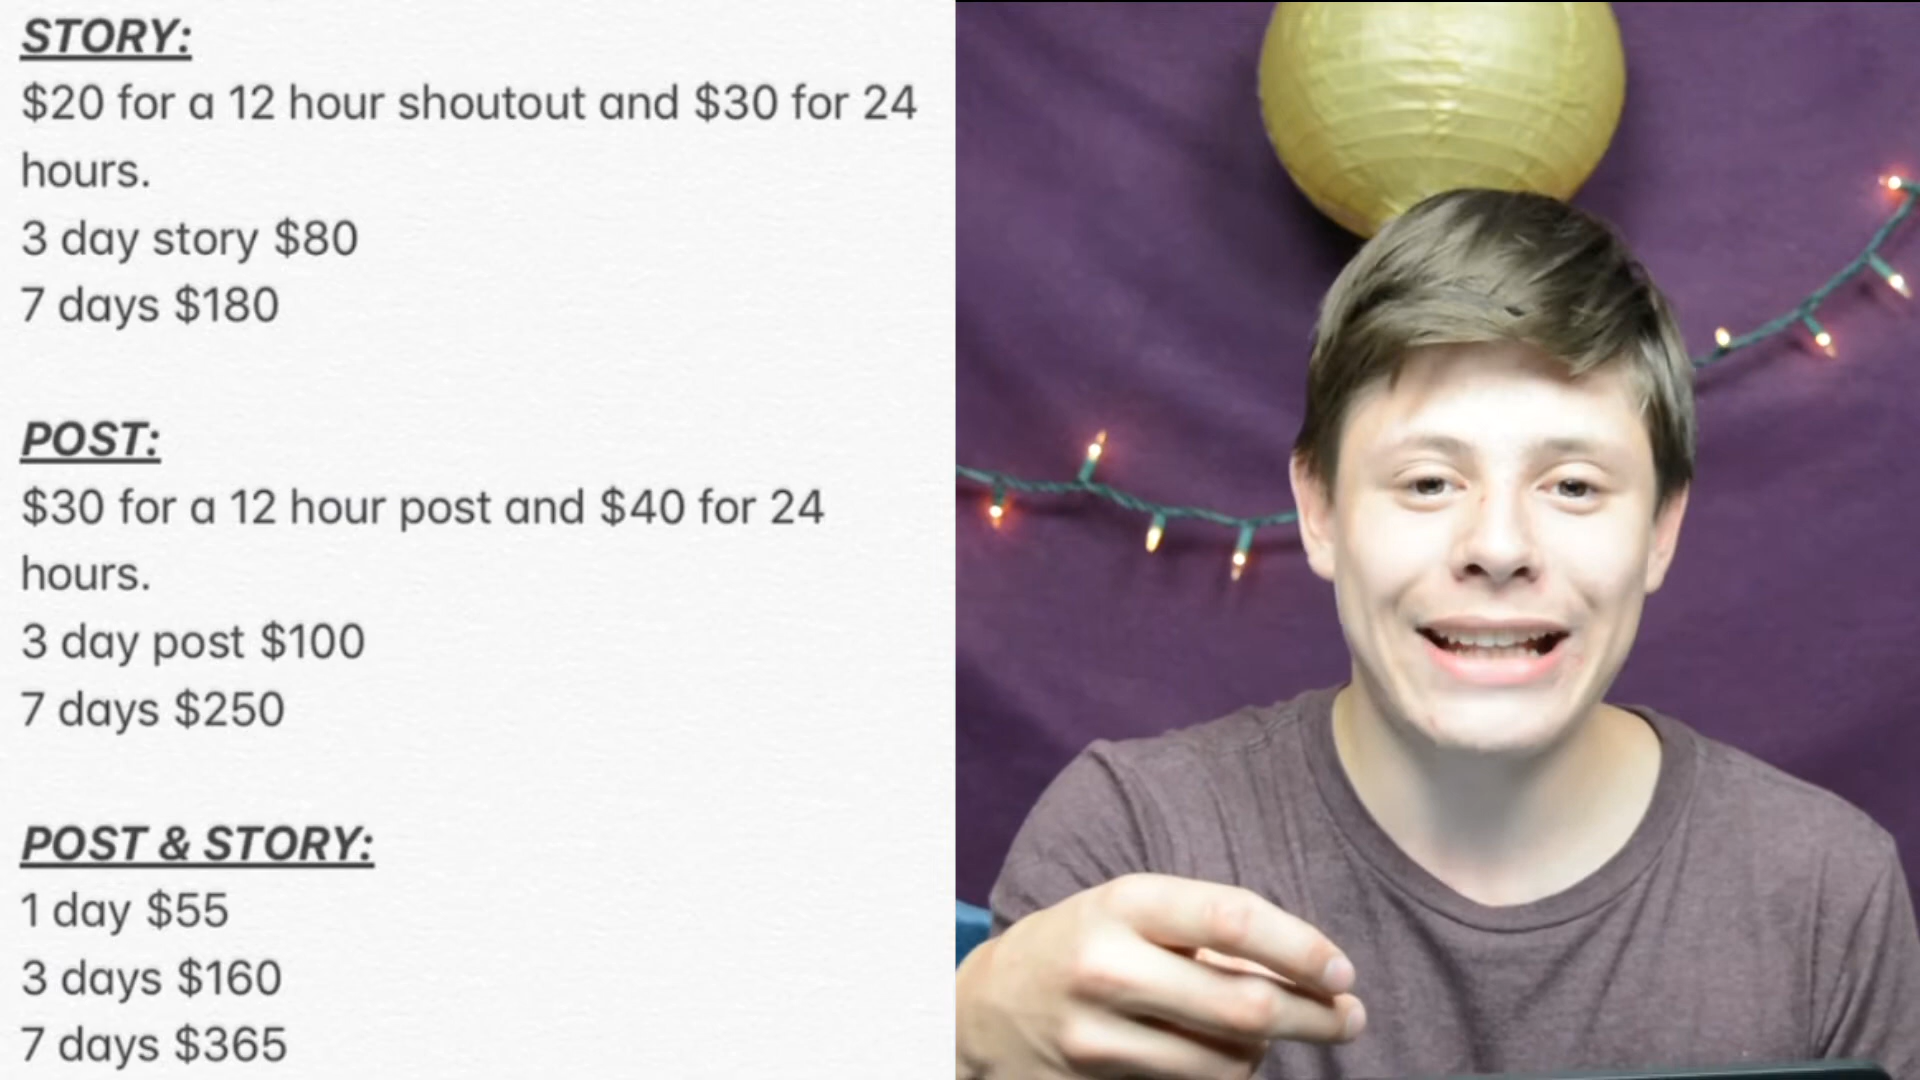 STORY:
$20 for a 12 hour shoutout and $30 for 24
hours.
3 day story $80
7 days $180
POST:
$30 for a 12 hour post and $40 for 24
hours.
3 day post $100
7 days $250
POST & STORY:
1 day $55
3 days $160
7 days $365